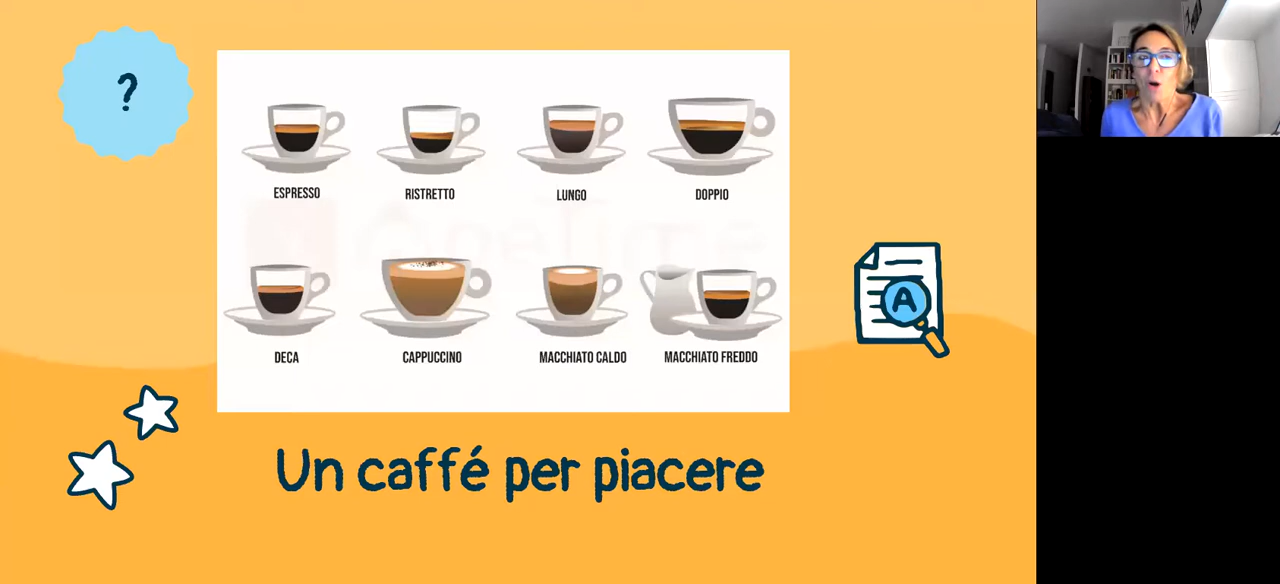 ?
ESPRESSO
RISTRETTO
LUNGO
DOPPIO
DECA
CAPPUCCINO
MACCHIATO CALDO
MACCHIATO FREDDO
A
Un caffé per piacere